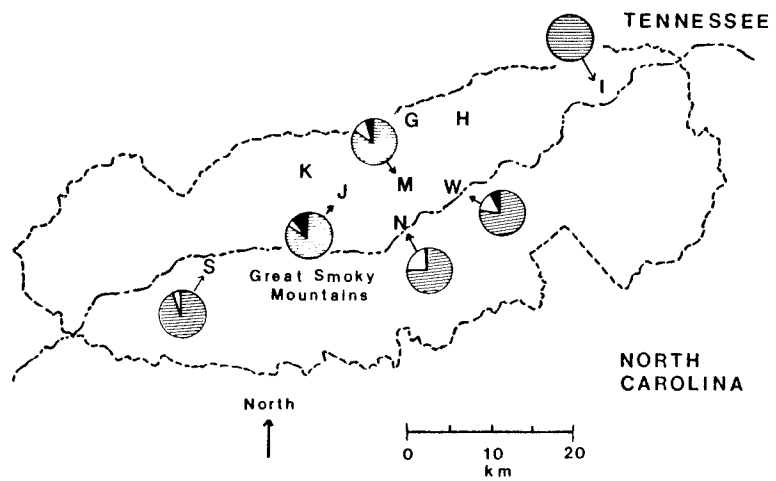 TENNESSEE
I
G
H
K
M
W
J
N
S
Great Smoky
Mountains
NORTH
CAROLINA
North
0
10
20
km